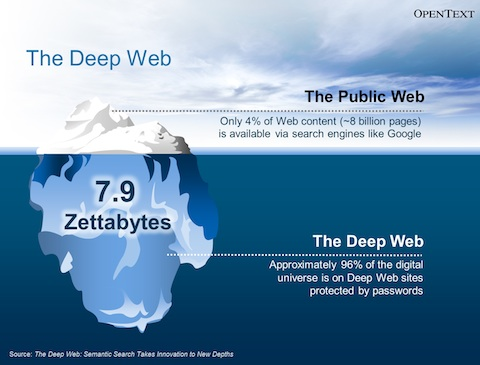 OPENTEXT
The Deep Web
The Public Web
Only 4% of Web content (~8 billion pages)
is available via search engines like Google
7.9
Zettabytes
The Deep Web
Approximately 96% of the digital
universe is on Deep Web sites
protected by passwords
Source: The Deep Web: Semantic Search Takes Innovation to New Depths